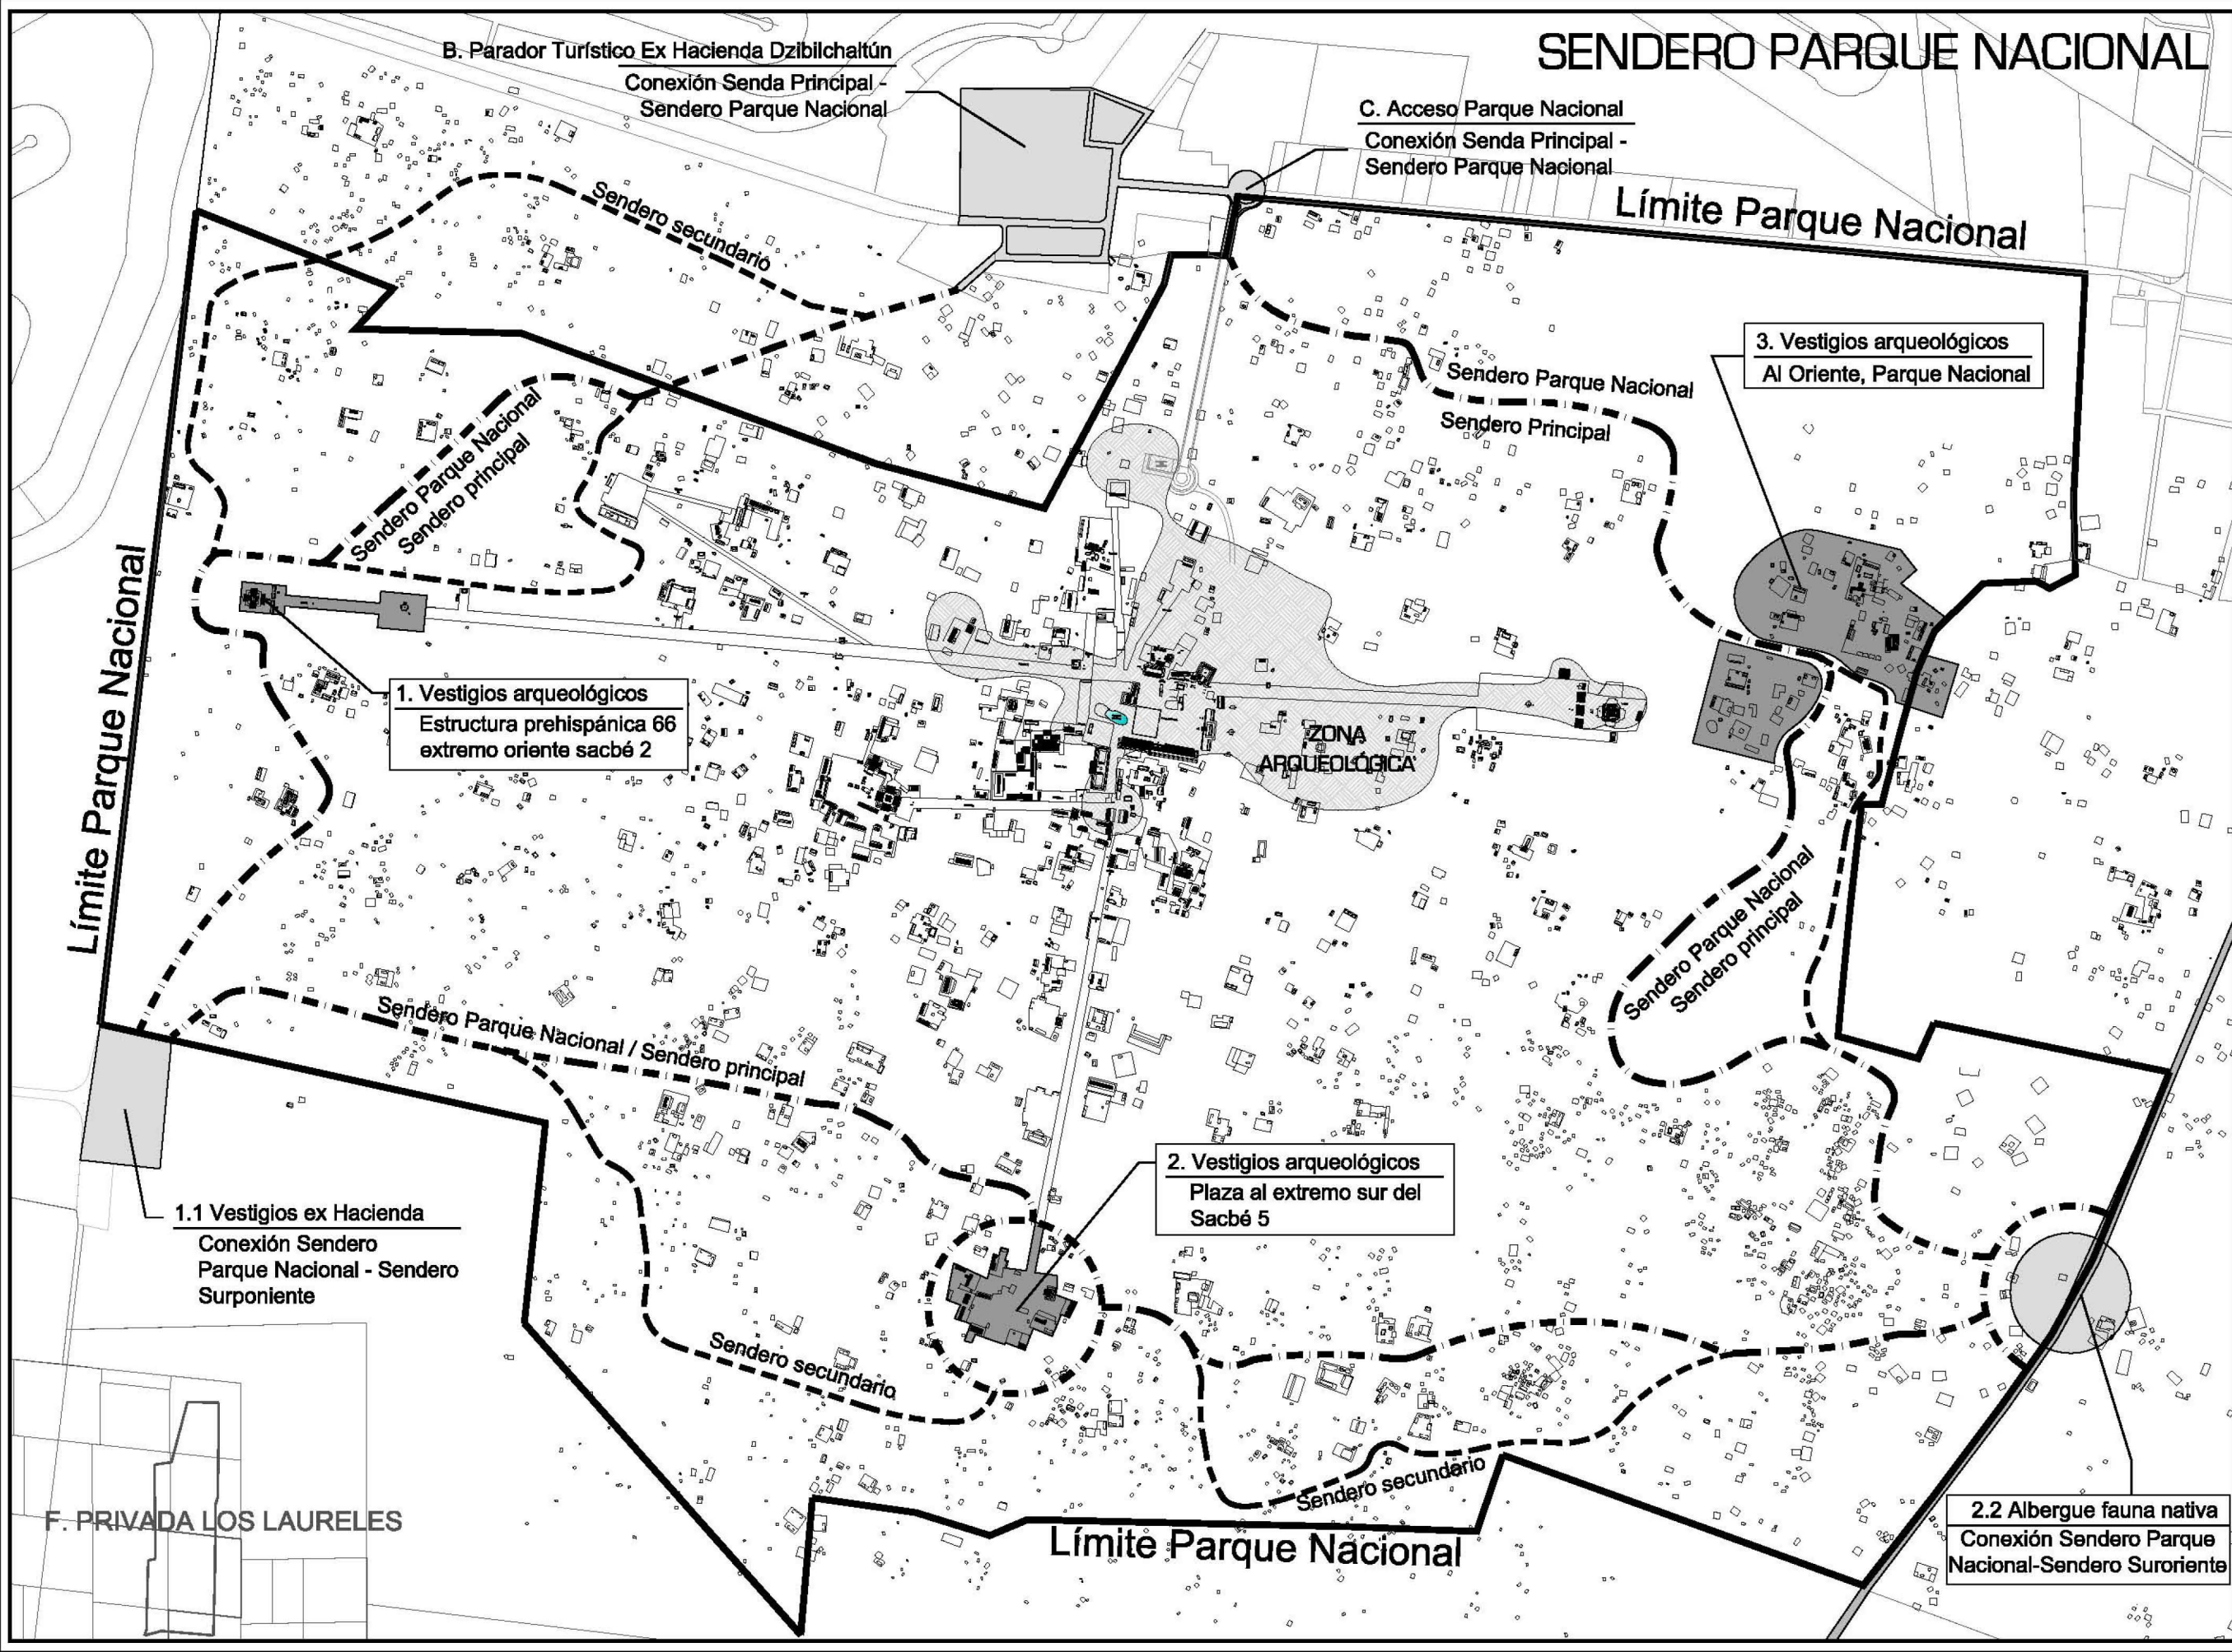 SENDERO PARQUE NACIONAL
B. Parador Turístico Ex Hacienda Dzibilchaltún
Conexión Senda Principal -
Sendero Parque Nacional
C. Acceso Parque Nacional
Conexión Senda Principal -
Sendero Parque Nacional
Límite Parque Nacional
Sendero secundario
3. Vestigios arqueológicos
Al Oriente, Parque Nacional
Sendero Parque Nacional
Sendero Principal
Sendero Parque Nacional
Sendero principal
Límite Parque Nacional
1. Vestigios arqueológicos
Estructura prehispánica 66
extremo oriente sacbé 2
ZONA
ARQUEOLÓGICA
Sendero Parque Nacional
Sendero principal
Sendero Parque Nacional / Sendero principal
2. Vestigios arqueológicos
Plaza al extremo sur del
Sacbé 5
1.1 Vestigios ex Hacienda
Conexión Sendero
Parque Nacional - Sendero
Surponiente
Sendero secundario
Sendero secundario
F. PRIVADA LOS LAURELES
Límite Parque Nacional
2.2 Albergue fauna nativa
Conexión Sendero Parque
Nacional-Sendero Suroriente